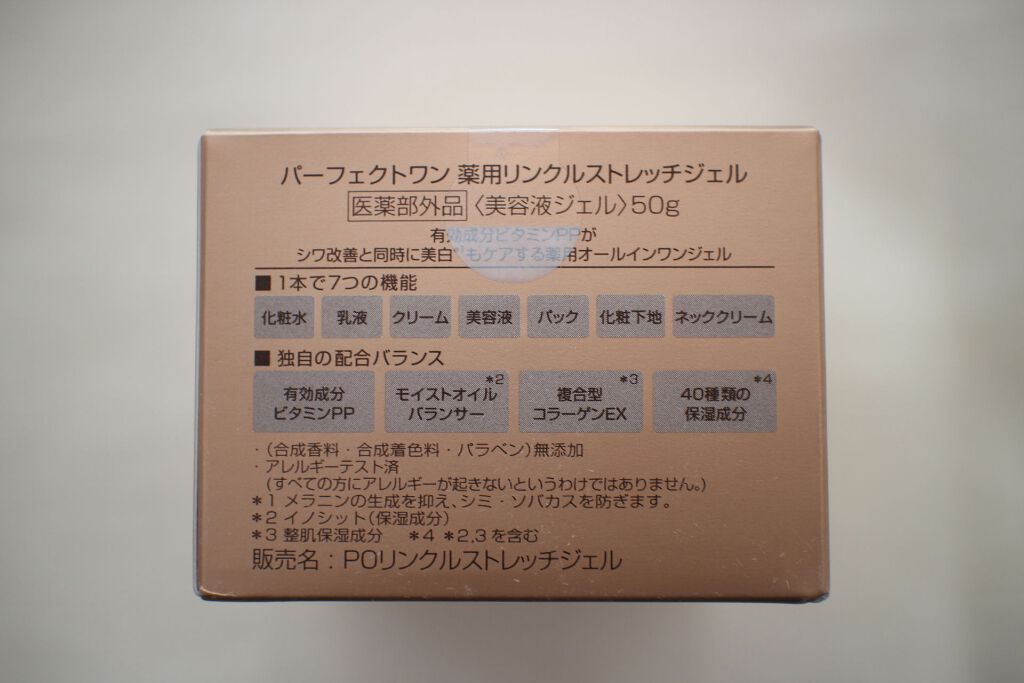 パーフェクトワン 薬用リンクルストレッチジェル
医薬部外品 〈美容液ジェル〉50g
有効成分ビタミンPPが
シワ改善と同時に美白*1もケアする薬用オールインワンジェル
■ 1本で7つの機能
化粧水 乳液 クリーム 美容液 パック 化粧下地 ネッククリーム
■ 独自の配合バランス
有効成分 モイストオイル*2 複合型*3 40種類の*4
ビタミンPP バランサー コラーゲンEX 保湿成分
・(合成香料・合成着色料・パラベン)無添加
・アレルギーテスト済
(すべての方にアレルギーが起きないというわけではありません。)
*1 メラニンの生成を抑え、シミ・ソバカスを防ぎます。
*2 イノシット(保湿成分)
*3 整肌保湿成分 *4 *2,3を含む
販売名:POリンクルストレッチジェル